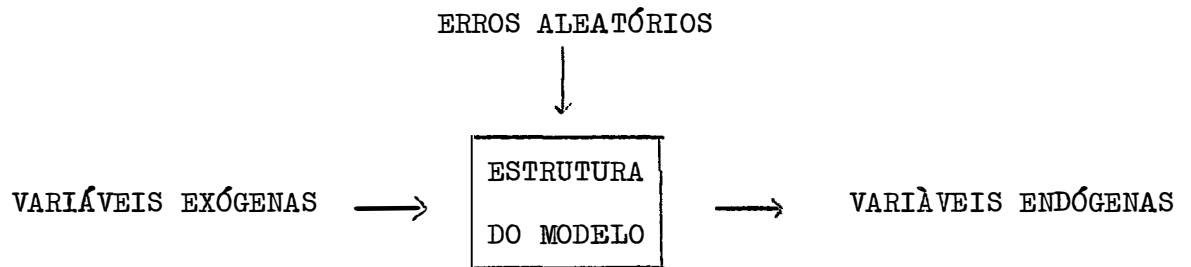 ERROS ALEATÓRIOS
ESTRUTURA
VARIÁVEIS EXÓGENAS
VARIÀVEIS ENDÓGENAS
DO MODELO